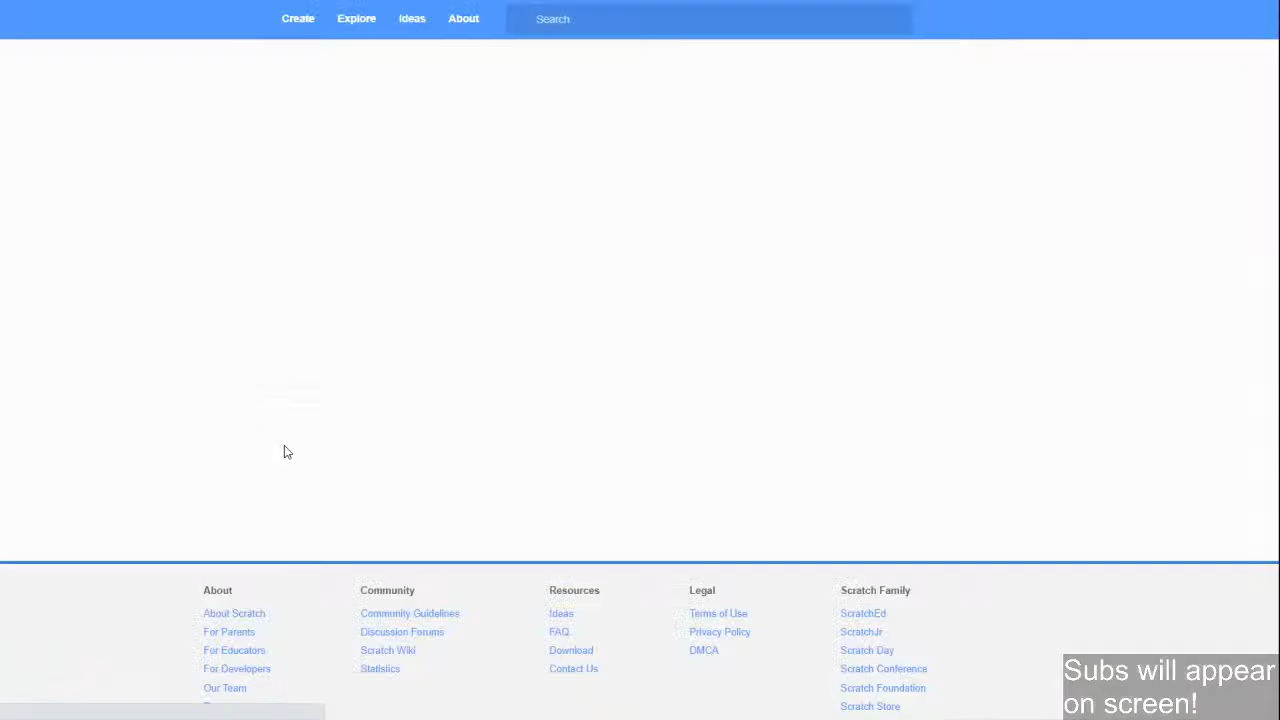 Create Explore Ideas About Search
About
About Scratch
For Parents
For Educators
For Developers
Our Team
Community
Community Guidelines
Discussion Forums
Scratch Wiki
Statistics
Resources
Ideas
FAQ
Download
Contact Us
Legal
Terms of Use
Privacy Policy
DMCA
Scratch Family
ScratchEd
ScratchJr
Scratch Day
Scratch Conference
Scratch Foundation
Scratch Store
Subs will appear
on screen!